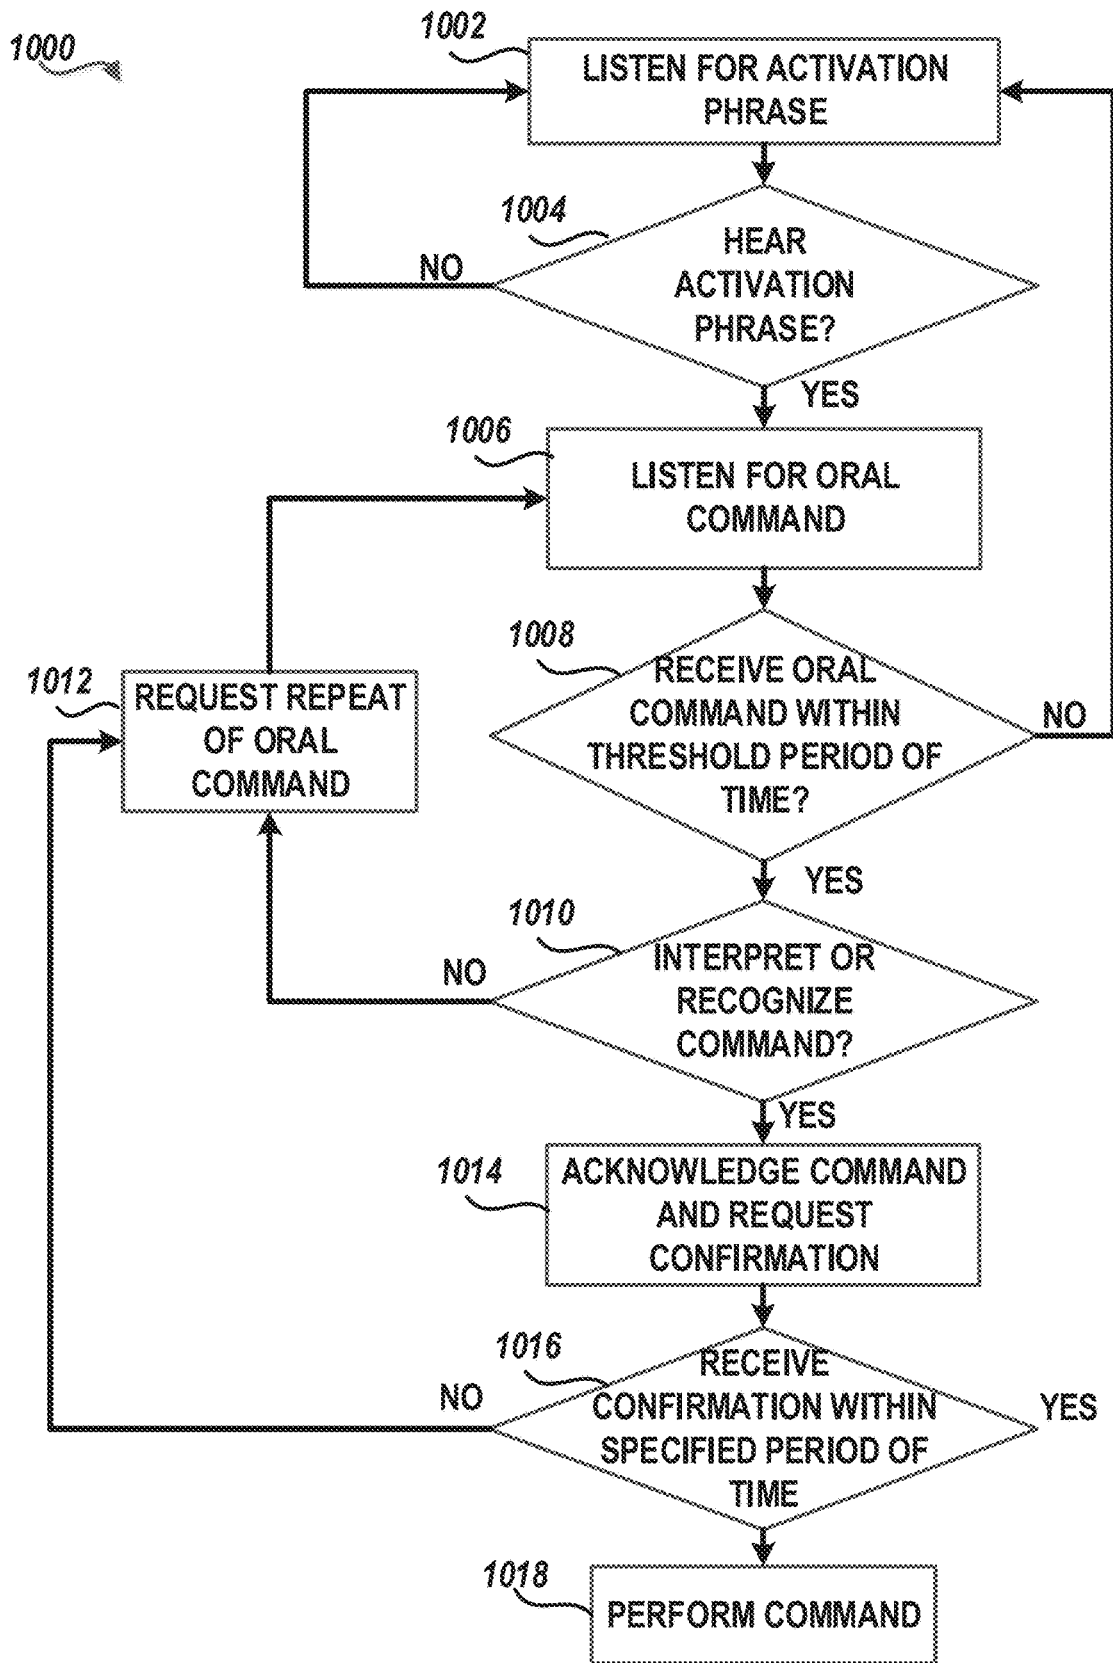 1000
1002
LISTEN FOR ACTIVATION
PHRASE
1004
HEAR
ACTIVATION
PHRASE?
NO
YES
1006
LISTEN FOR ORAL
COMMAND
1008
RECEIVE ORAL
COMMAND WITHIN
THRESHOLD PERIOD OF
TIME?
NO
YES
1012
REQUEST REPEAT
OF ORAL
COMMAND
1010
INTERPRET OR
RECOGNIZE
COMMAND?
NO
YES
1014
ACKNOWLEDGE COMMAND
AND REQUEST
CONFIRMATION
1016
RECEIVE
CONFIRMATION WITHIN
SPECIFIED PERIOD OF
TIME
NO
YES
1018
PERFORM COMMAND